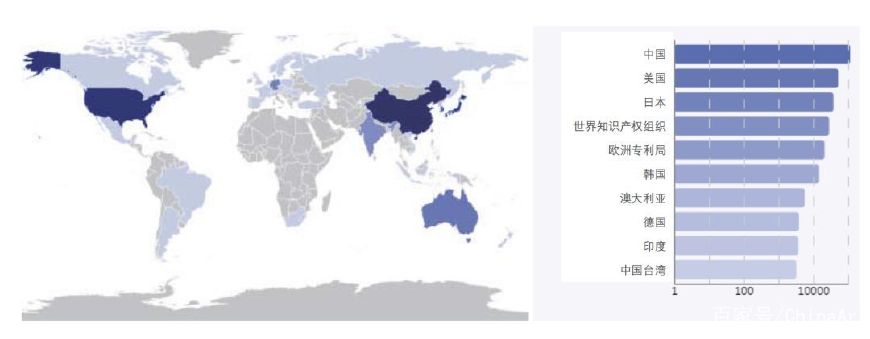 中国
美国
日本
世界知识产权组织
欧洲专利局
韩国
澳大利亚
德国
印度
中国台湾
1 100 10000
百家号/ChinaAr